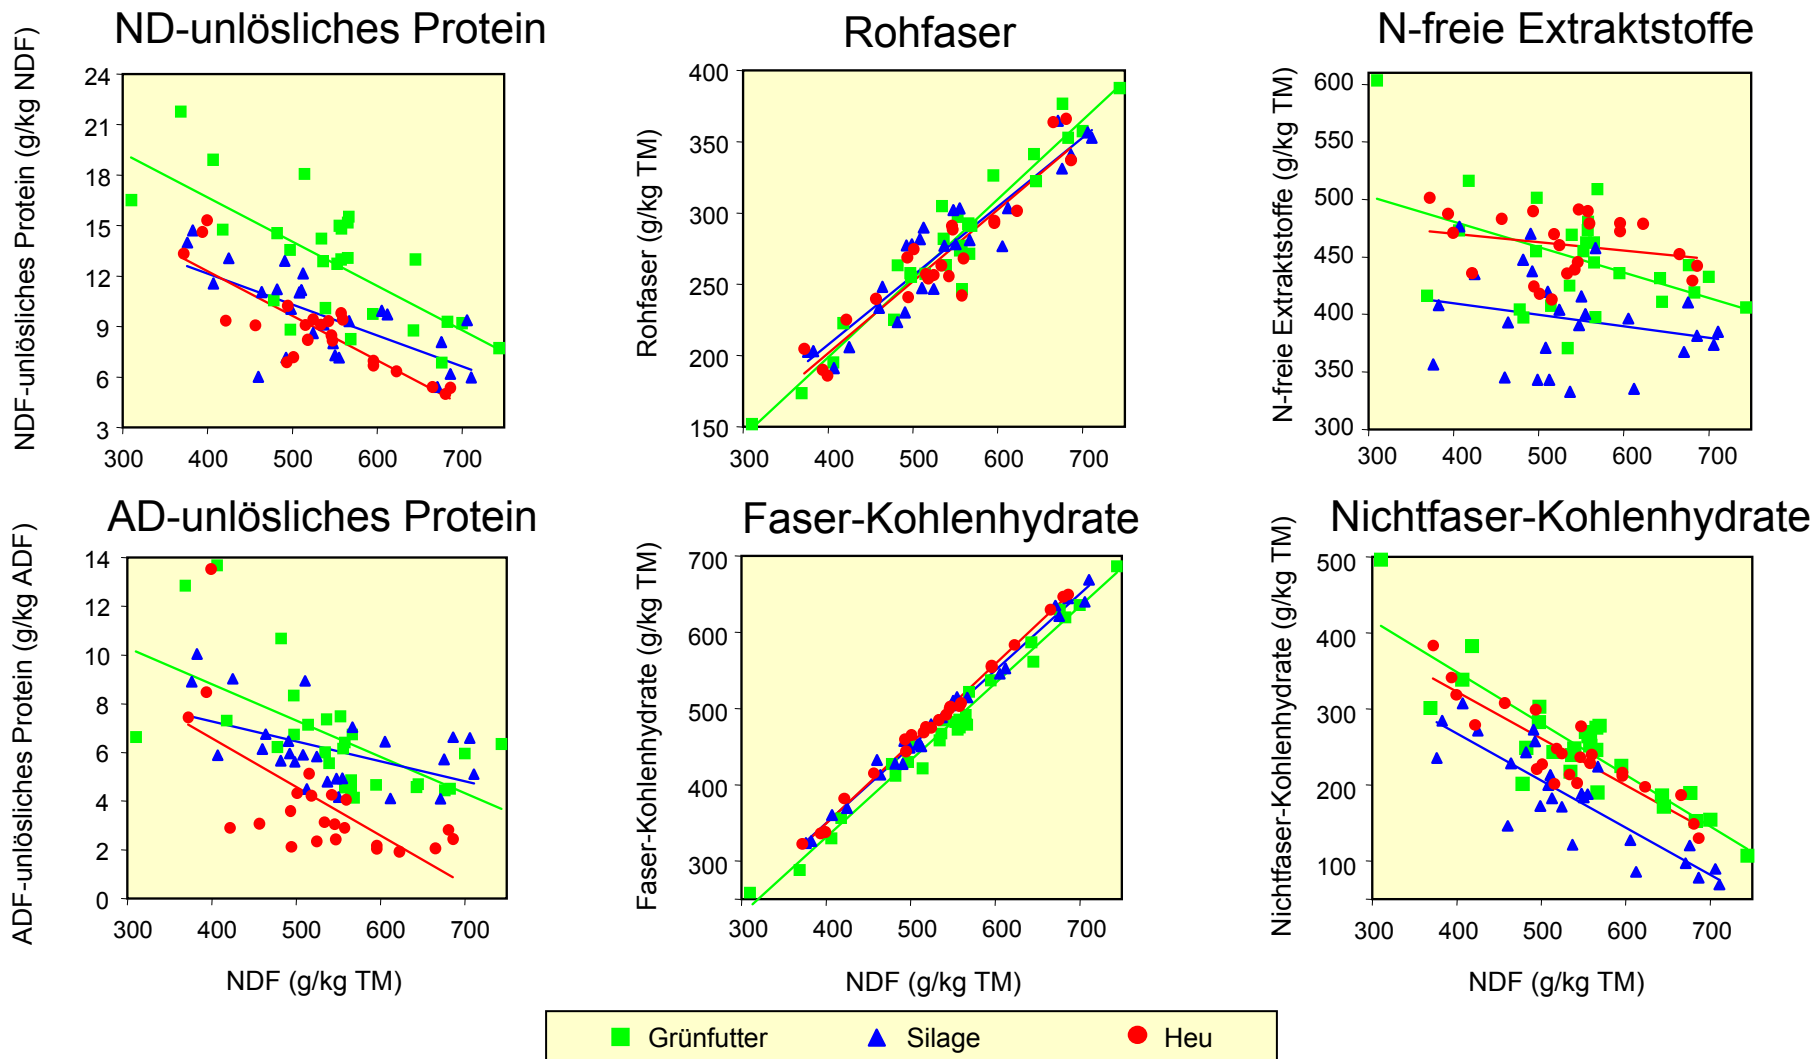 ND-unlösliches Protein
Rohfaser
N-freie Extraktstoffe
NDF-unlösliches Protein (g/kg NDF)
24
21
18
15
12
9
6
3
300 400 500 600 700
Rohfaser (g/kg TM)
400
350
300
250
200
150
300 400 500 600 700
N-freie Extraktstoffe (g/kg TM)
600
550
500
450
400
350
300
300 400 500 600 700
AD-unlösliches Protein
Faser-Kohlenhydrate
Nichtfaser-Kohlenhydrate
ADF-unlösliches Protein (g/kg ADF)
14
12
10
8
6
4
2
0
300 400 500 600 700
NDF (g/kg TM)
Faser-Kohlenhydrate (g/kg TM)
700
600
500
400
300
300 400 500 600 700
NDF (g/kg TM)
Nichtfaser-Kohlenhydrate (g/kg TM)
500
400
300
200
100
300 400 500 600 700
NDF (g/kg TM)
Grünfutter Silage Heu